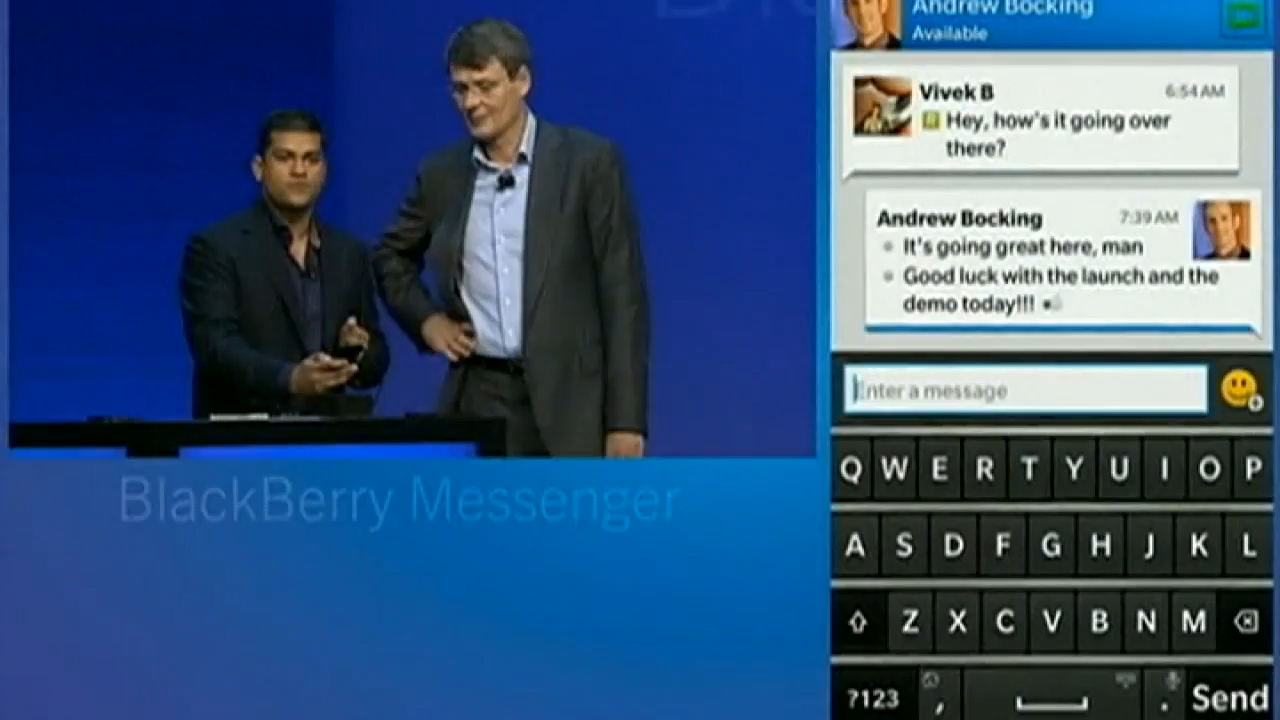 Andrew Bocking
Available
Vivek B 6:54 AM
Hey, how's it going over
there?
Andrew Bocking 7:39 AM
It's going great here, man
Good luck with the launch and the
demo today!!!
Enter a message
Q W E R T Y U I O P
A S D F G H J K L
Z X C V B N M
?123 , . Send
BlackBerry Messenger